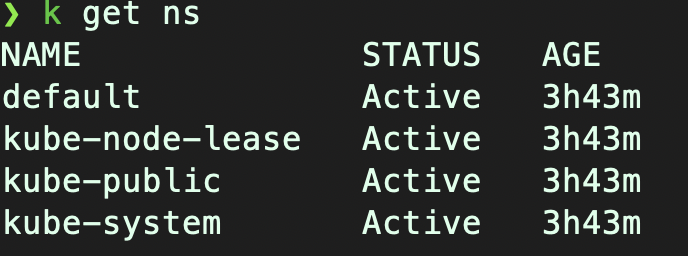 ❯ k get ns
NAME              STATUS   AGE
default           Active   3h43m
kube-node-lease   Active   3h43m
kube-public       Active   3h43m
kube-system       Active   3h43m